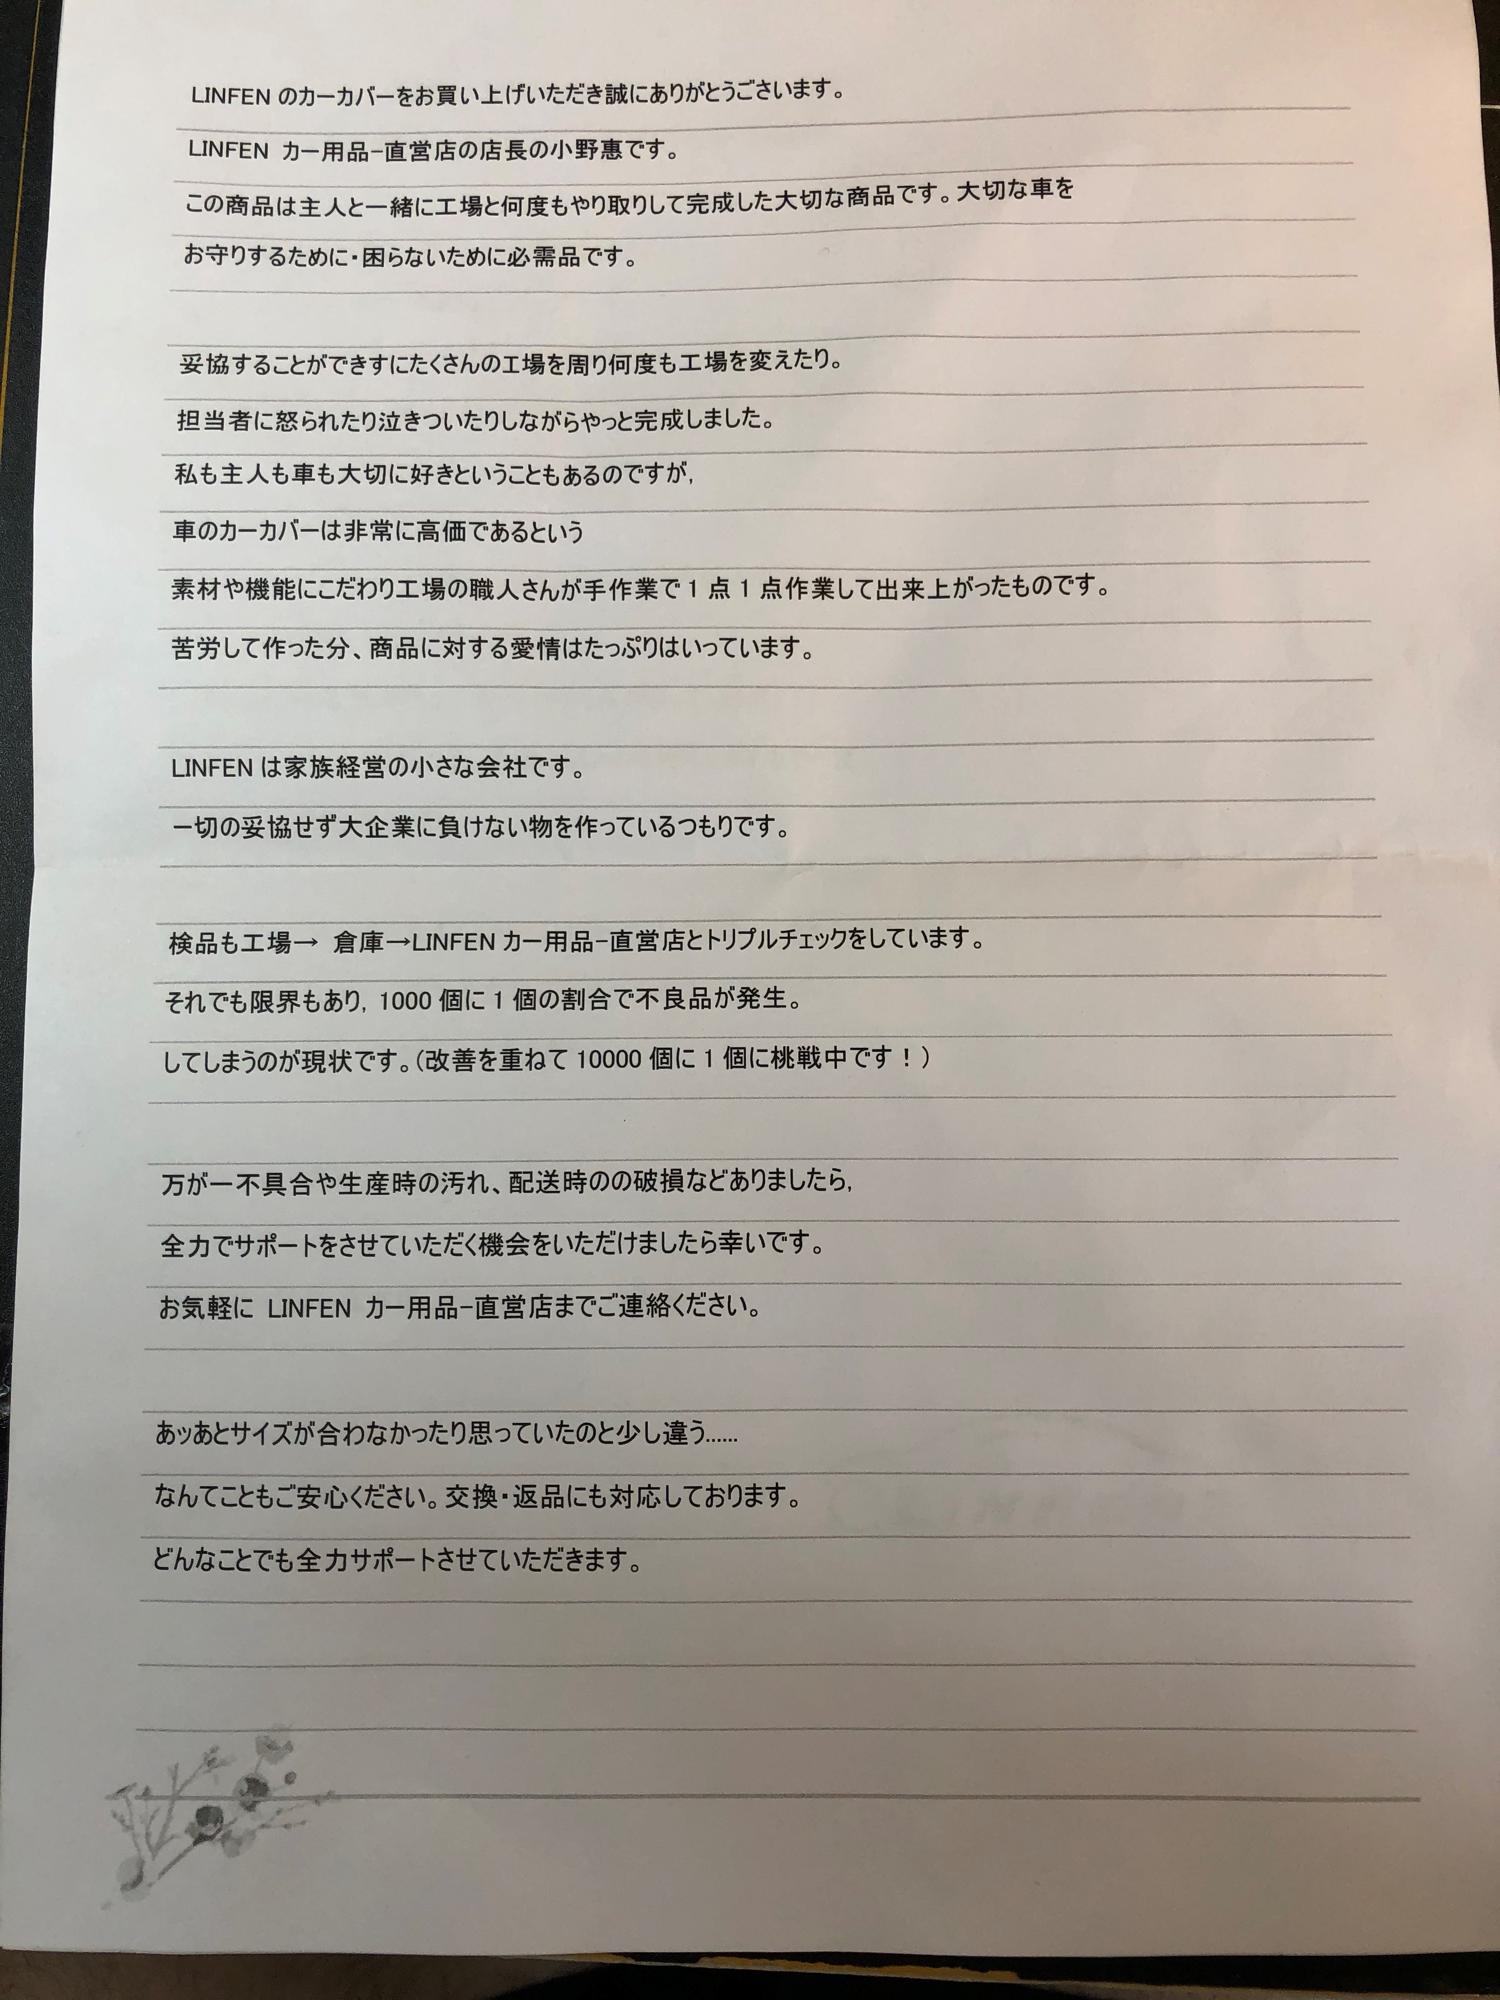 LINFEN のカーカバーをお買い上げいただき誠にありがとうごさいます。
LINFEN カー用品-直営店の店長の小野惠です。
この商品は主人と一緒に工場と何度もやり取りして完成した大切な商品です。大切な車を
お守りするために・困らないために必需品です。
妥協することができすにたくさんの工場を周り何度も工場を変えたり。
担当者に怒られたり泣きついたりしながらやっと完成しました。
私も主人も車も大切に好きということもあるのですが,
車のカーカバーは非常に高価であるという
素材や機能にこだわり工場の職人さんが手作業で1点1点作業して出来上がったものです。
苦労して作った分、商品に対する愛情はたっぷりはいっています。
LINFEN は家族経営の小さな会社です。
一切の妥協せず大企業に負けない物を作っているつもりです。
検品も工場→ 倉庫→LINFEN カー用品-直営店とトリプルチェックをしています。
それでも限界もあり, 1000 個に 1 個の割合で不良品が発生。
してしまうのが現状です。(改善を重ねて 10000 個に 1 個に挑戦中です！)
万が一不具合や生産時の汚れ、配送時のの破損などありましたら,
全力でサポートをさせていただく機会をいただけましたら幸いです。
お気軽に LINFEN カー用品-直営店までご連絡ください。
あッあとサイズが合わなかったり思っていたのと少し違う......
なんてこともご安心ください。交換・返品にも対応しております。
どんなことでも全力サポートさせていただきます。